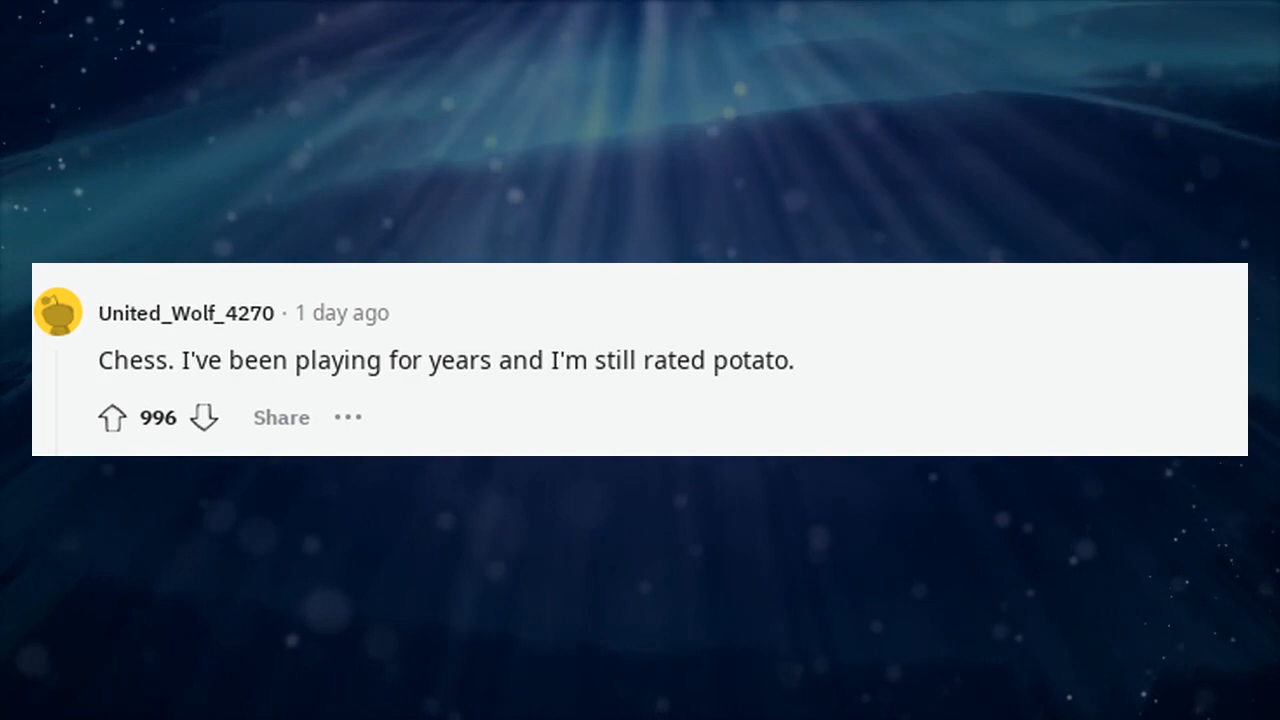 United_Wolf_4270 · 1 day ago
Chess. I've been playing for years and I'm still rated potato.
996 Share ···